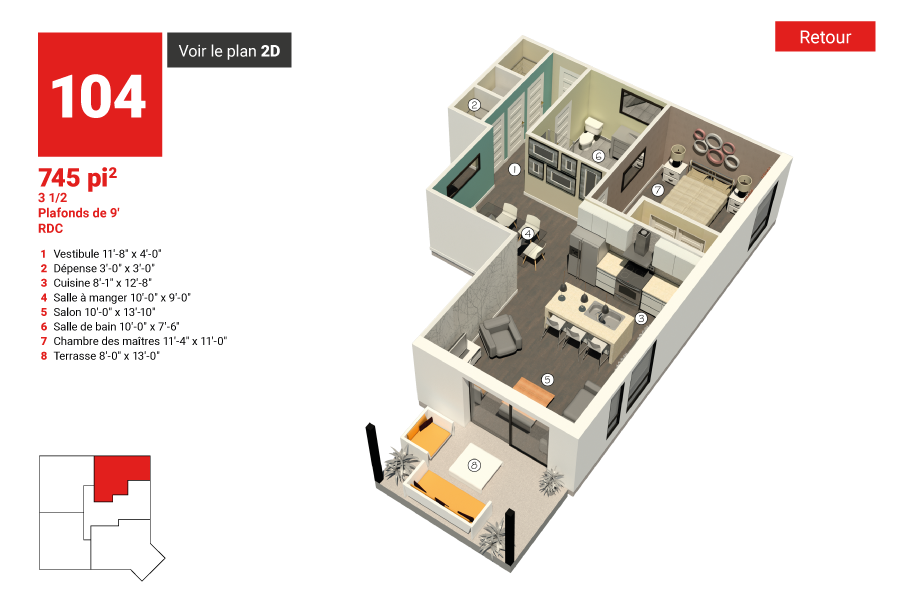 104
Voir le plan 2D
Retour
745 pi²
3 1/2
Plafonds de 9'
RDC
1 Vestibule 11'-8" x 4'-0"
2 Dépense 3'-0" x 3'-0"
3 Cuisine 8'-1" x 12'-8"
4 Salle à manger 10'-0" x 9'-0"
5 Salon 10'-0" x 13'-10"
6 Salle de bain 10'-0" x 7'-6"
7 Chambre des maîtres 11'-4" x 11'-0"
8 Terrasse 8'-0" x 13'-0"
2
1
6
7
4
3
5
8